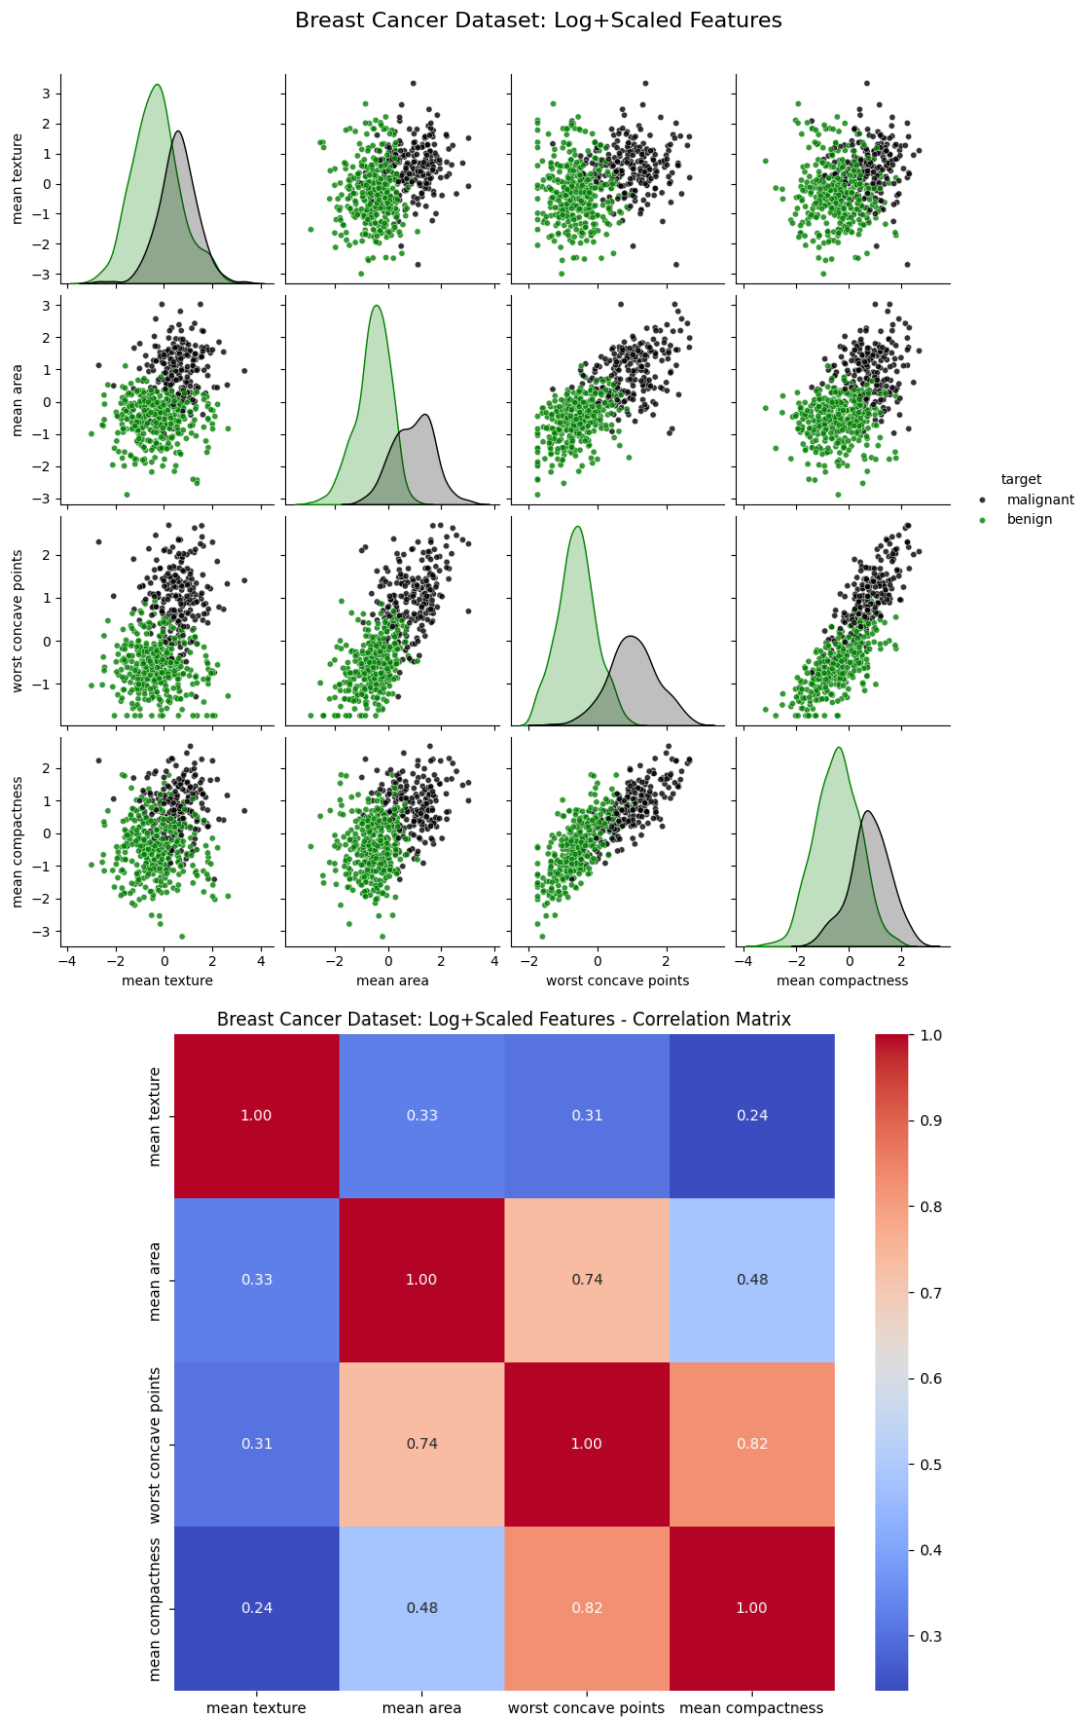 Breast Cancer Dataset: Log+Scaled Features
mean texture
3
2
1
0
−1
−2
−3
mean area
3
2
1
0
−1
−2
−3
target
malignant
benign
worst concave points
2
1
0
−1
mean compactness
2
1
0
−1
−2
−3
−4 −2 0 2 4
−2 0 2 4
−2 0 2
−4 −2 0 2
mean texture mean area worst concave points mean compactness
Breast Cancer Dataset: Log+Scaled Features - Correlation Matrix
mean texture
1.00 0.33 0.31 0.24
mean area
0.33 1.00 0.74 0.48
worst concave points
0.31 0.74 1.00 0.82
mean compactness
0.24 0.48 0.82 1.00
mean texture mean area worst concave points mean compactness
1.0
0.9
0.8
0.7
0.6
0.5
0.4
0.3